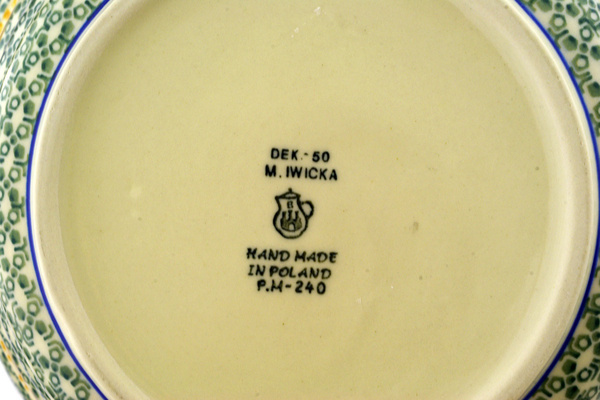 DEK.-50
M. IWICKA
HAND MADE
IN POLAND
P.M-240